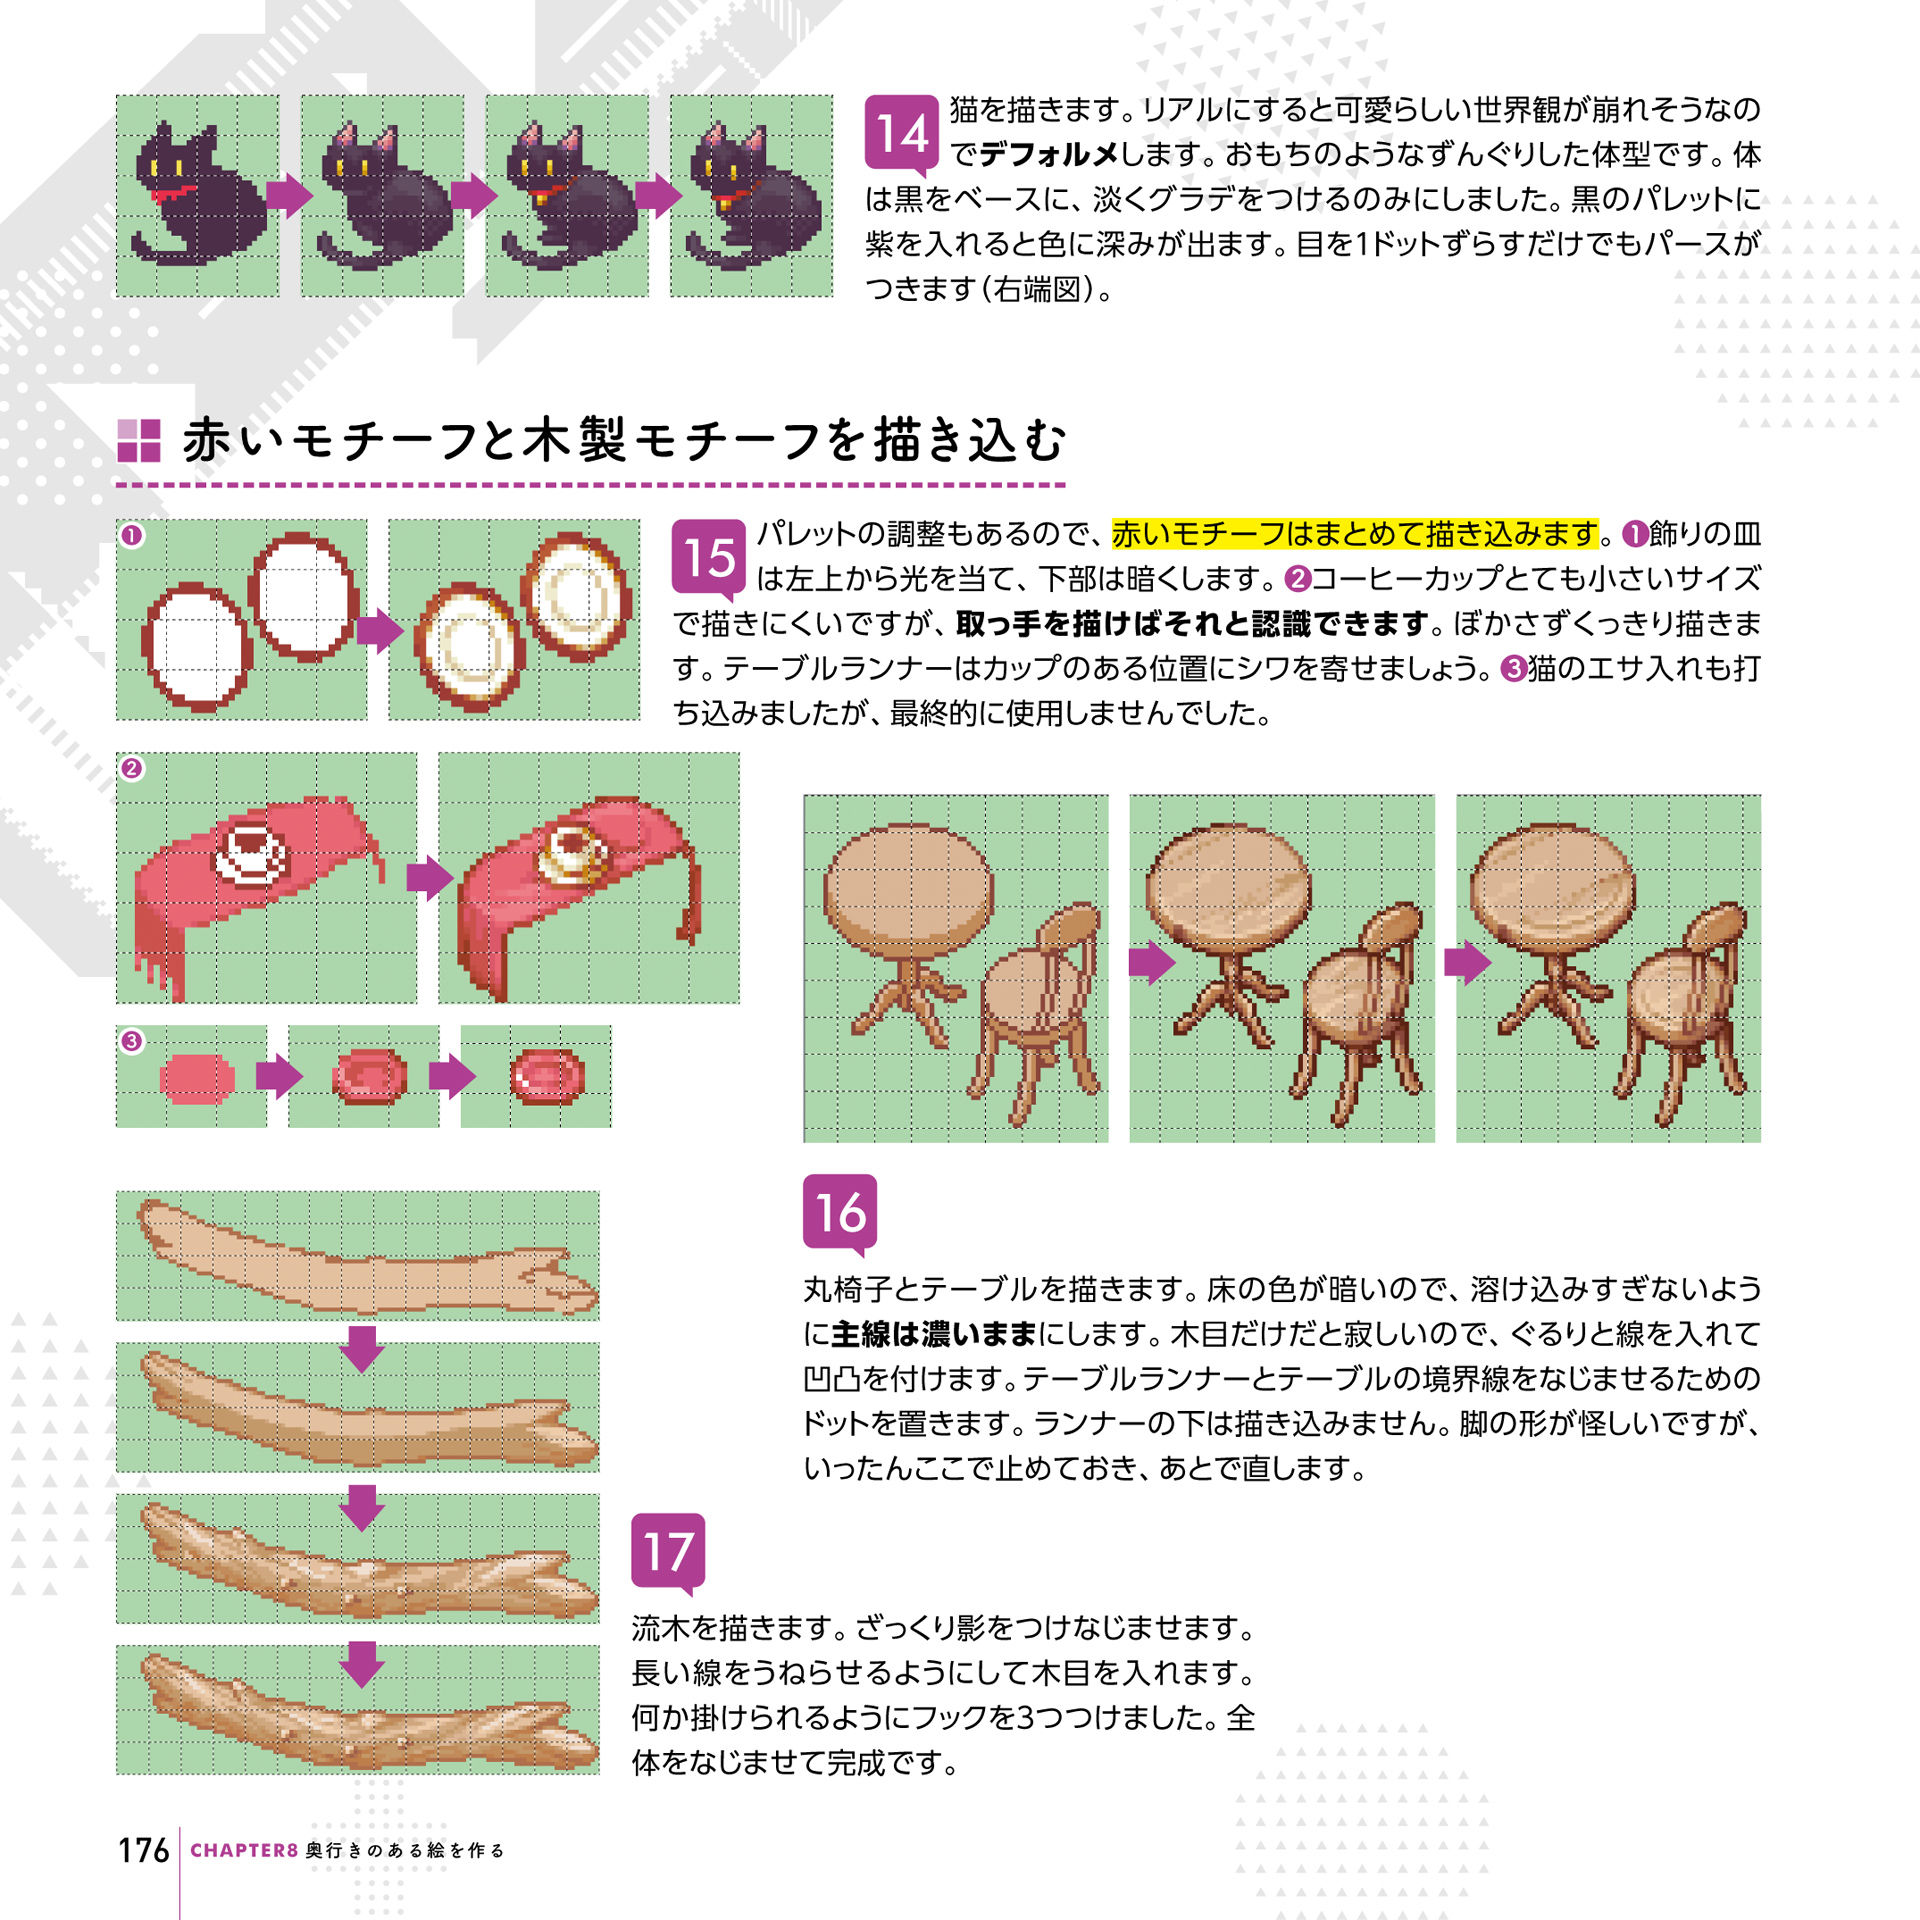 14
猫を描きます。リアルにすると可愛らしい世界観が崩れそうなの
でデフォルメします。おもちのようなずんぐりした体型です。体
は黒をベースに、淡くグラデをつけるのみにしました。黒のパレットに
紫を入れると色に深みが出ます。目を1ドットずらすだけでもパースが
つきます（右端図）。
赤いモチーフと木製モチーフを描き込む
❶
15
パレットの調整もあるので、赤いモチーフはまとめて描き込みます。❶飾りの皿
は左上から光を当て、下部は暗くします。❷コーヒーカップとても小さいサイズ
で描きにくいですが、取っ手を描けばそれと認識できます。ぼかさずくっきり描きま
す。テーブルランナーはカップのある位置にシワを寄せましょう。❸猫のエサ入れも打
ち込みましたが、最終的に使用しませんでした。
❷
❸
16
丸椅子とテーブルを描きます。床の色が暗いので、溶け込みすぎないよう
に主線は濃いままにします。木目だけだと寂しいので、ぐるりと線を入れて
凹凸を付けます。テーブルランナーとテーブルの境界線をなじませるための
ドットを置きます。ランナーの下は描き込みません。脚の形が怪しいですが、
いったんここで止めておき、あとで直します。
17
流木を描きます。ざっくり影をつけなじませます。
長い線をうねらせるようにして木目を入れます。
何か掛けられるようにフックを3つつけました。全
体をなじませて完成です。
176 CHAPTER8 奥行きのある絵を作る